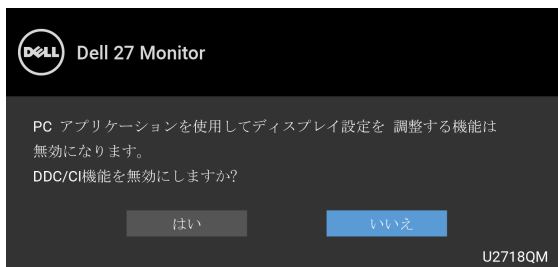 DELL
Dell 27 Monitor
PC アプリケーションを使用してディスプレイ設定を 調整する機能は
無効になります。
DDC/CI機能を無効にしますか?
はい
いいえ
U2718QM